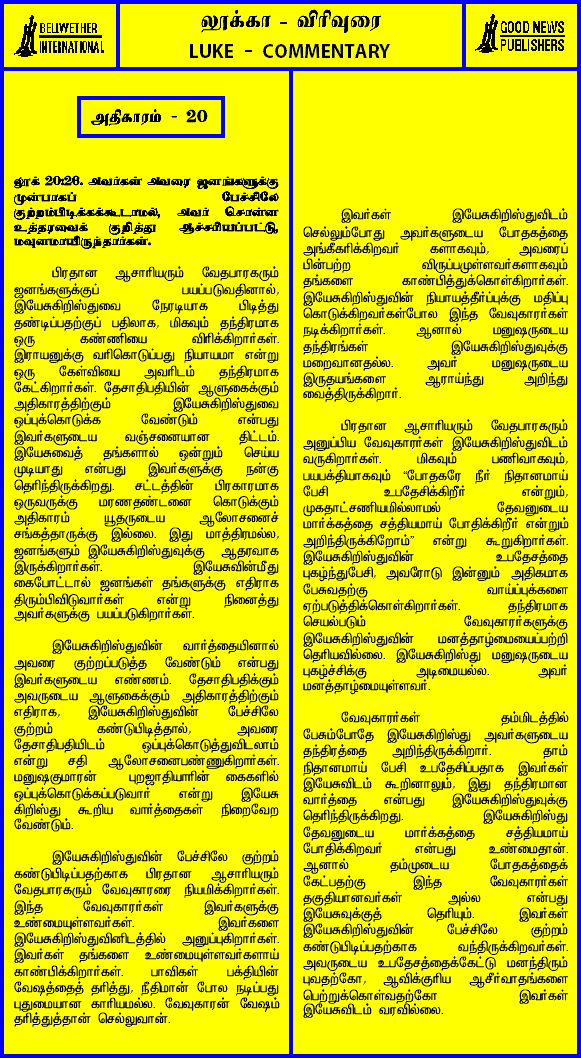 BELWETHER
INTERNATIONAL
லூக்கா - விரிவுரை
LUKE - COMMENTARY
GOOD NEWS
PUBLISHERS
அதிகாரம் - 20
லூக் 20:26. அவர்கள் அவரை ஜனங்களுக்கு
முன்பாகப் பேச்சிலே
குற்றம்பிடிக்கக்கூடாமல், அவர் சொன்ன
உத்தரவைக் குறித்து ஆச்சரியப்பட்டு,
மவுனமாயிருந்தார்கள்.
பிரதான ஆசாரியரும் வேதபாரகரும்
ஜனங்களுக்குப் பயப்படுவதினால்,
இயேசுகிறிஸ்துவை நேரடியாக பிடித்து
தண்டிப்பதற்குப் பதிலாக, மிகவும் தந்திரமாக
ஒரு கண்ணியை விரிக்கிறார்கள்.
இராயனுக்கு வரிகொடுப்பது நியாயமா என்று
ஒரு கேள்வியை அவரிடம் தந்திரமாக
கேட்கிறார்கள். தேசாதிபதியின் ஆளுகைக்கும்
அதிகாரத்திற்கும் இயேசுகிறிஸ்துவை
ஒப்புக்கொடுக்க வேண்டும் என்பது
இவர்களுடைய வஞ்சனையான திட்டம்.
இயேசுவைத் தங்களால் ஒன்றும் செய்ய
முடியாது என்பது இவர்களுக்கு நன்கு
தெரிந்திருக்கிறது. சட்டத்தின் பிரகாரமாக
ஒருவருக்கு மரணதண்டனை கொடுக்கும்
அதிகாரம் யூதருடைய ஆலோசனைச்
சங்கத்தாருக்கு இல்லை. இது மாத்திரமல்ல,
ஜனங்களும் இயேசுகிறிஸ்துவுக்கு ஆதரவாக
இருக்கிறார்கள். இயேசுவின்மீது
கைபோட்டால் ஜனங்கள் தங்களுக்கு எதிராக
திரும்பிவிடுவார்கள் என்று நினைத்து
அவர்களுக்கு பயப்படுகிறார்கள்.
இயேசுகிறிஸ்துவின் வார்த்தையினால்
அவரை குற்றப்படுத்த வேண்டும் என்பது
இவர்களுடைய எண்ணம். தேசாதிபதிக்கும்
அவருடைய ஆளுகைக்கும் அதிகாரத்திற்கும்
எதிராக, இயேசுகிறிஸ்துவின் பேச்சிலே
குற்றம் கண்டுபிடித்தால், அவரை
தேசாதிபதியிடம் ஒப்புக்கொடுத்துவிடலாம்
என்று சதி ஆலோசனைபண்ணுகிறார்கள்.
மனுஷகுமாரன் புறஜாதியாரின் கைகளில்
ஒப்புக்கொடுக்கப்படுவார் என்று இயேசு
கிறிஸ்து கூறிய வார்த்தைகள் நிறைவேற
வேண்டும்.
இயேசுகிறிஸ்துவின் பேச்சிலே குற்றம்
கண்டுபிடிப்பதற்காக பிரதான ஆசாரியரும்
வேதபாரகரும் வேவுகாரரை நியமிக்கிறார்கள்.
இந்த வேவுகாரர்கள் இவர்களுக்கு
உண்மையுள்ளவர்கள். இவர்களை
இயேசுகிறிஸ்துவினிடத்தில் அனுப்புகிறார்கள்.
இவர்கள் தங்களை உண்மையுள்ளவர்களாய்
காண்பிக்கிறார்கள். பாவிகள் பக்தியின்
வேஷத்தைத் தரித்து, நீதிமான் போல நடிப்பது
புதுமையான காரியமல்ல. வேவுகாரன் வேஷம்
தரித்துத்தான் செல்லுவான்.
இவர்கள் இயேசுகிறிஸ்துவிடம்
செல்லும்போது அவர்களுடைய போதகத்தை
அங்கீகரிக்கிறவர் களாகவும், அவரைப்
பின்பற்ற விருப்பமுள்ளவர்களாகவும்
தங்களை காண்பித்துக்கொள்கிறார்கள்.
இயேசுகிறிஸ்துவின் நியாயத்தீர்ப்புக்கு மதிப்பு
கொடுக்கிறவர்கள்போல இந்த வேவுகாரர்கள்
நடிக்கிறார்கள். ஆனால் மனுஷருடைய
தந்திரங்கள் இயேசுகிறிஸ்துவுக்கு
மறைவானதல்ல. அவர் மனுஷருடைய
இருதயங்களை ஆராய்ந்து அறிந்து
வைத்திருக்கிறார்.
பிரதான ஆசாரியரும் வேதபாரகரும்
அனுப்பிய வேவுகாரர்கள் இயேசுகிறிஸ்துவிடம்
வருகிறார்கள். மிகவும் பணிவாகவும்,
பயபக்தியாகவும் "போதகரே நீர் நிதானமாய்
பேசி உபதேசிக்கிறீர் என்றும்,
முகதாட்சணியமில்லாமல் தேவனுடைய
மார்க்கத்தை சத்தியமாய் போதிக்கிறீர் என்றும்
அறிந்திருக்கிறோம்" என்று கூறுகிறார்கள்.
இயேசுகிறிஸ்துவின் உபதேசத்தை
புகழ்ந்துபேசி, அவரோடு இன்னும் அதிகமாக
பேசுவதற்கு வாய்ப்புக்களை
ஏற்படுத்திக்கொள்கிறார்கள். தந்திரமாக
செயல்படும் வேவுகாரர்களுக்கு
இயேசுகிறிஸ்துவின் மனத்தாழ்மையைப்பற்றி
தெரியவில்லை. இயேசுகிறிஸ்து மனுஷருடைய
புகழ்ச்சிக்கு அடிமையல்ல. அவர்
மனத்தாழ்மையுள்ளவர்.
வேவுகாரர்கள் தம்மிடத்தில்
பேசும்போதே இயேசுகிறிஸ்து அவர்களுடைய
தந்திரத்தை அறிந்திருக்கிறார். தாம்
நிதானமாய் பேசி உபதேசிப்பதாக இவர்கள்
இயேசுவிடம் கூறினாலும், இது தந்திரமான
வார்த்தை என்பது இயேசுகிறிஸ்துவுக்கு
தெரிந்திருக்கிறது. இயேசுகிறிஸ்து
தேவனுடைய மார்க்கத்தை சத்தியமாய்
போதிக்கிறவர் என்பது உண்மைதான்.
ஆனால் தம்முடைய போதகத்தைக்
கேட்பதற்கு இந்த வேவுகாரர்கள்
தகுதியானவர்கள் அல்ல என்பது
இயேசுவுக்குத் தெரியும். இவர்கள்
இயேசுகிறிஸ்துவின் பேச்சிலே குற்றம்
கண்டுபிடிப்பதற்காக வந்திருக்கிறவர்கள்.
அவருடைய உபதேசத்தைக்கேட்டு மனந்திரும்
புவதற்கோ, ஆவிக்குரிய ஆசீர்வாதங்களை
பெற்றுக்கொள்வதற்கோ இவர்கள்
இயேசுவிடம் வரவில்லை.